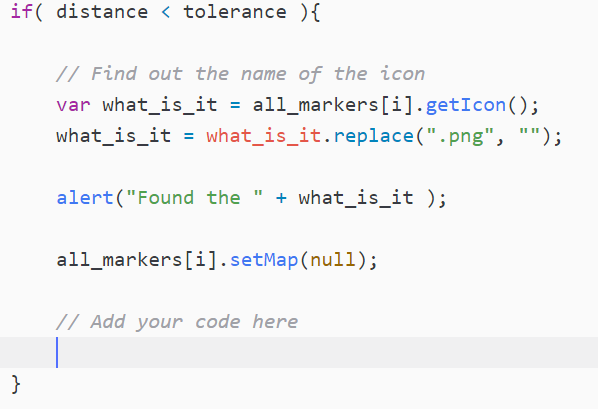 if( distance < tolerance ){
// Find out the name of the icon
var what_is_it = all_markers[i].getIcon();
what_is_it = what_is_it.replace(".png", "");
alert("Found the " + what_is_it );
all_markers[i].setMap(null);
// Add your code here
}